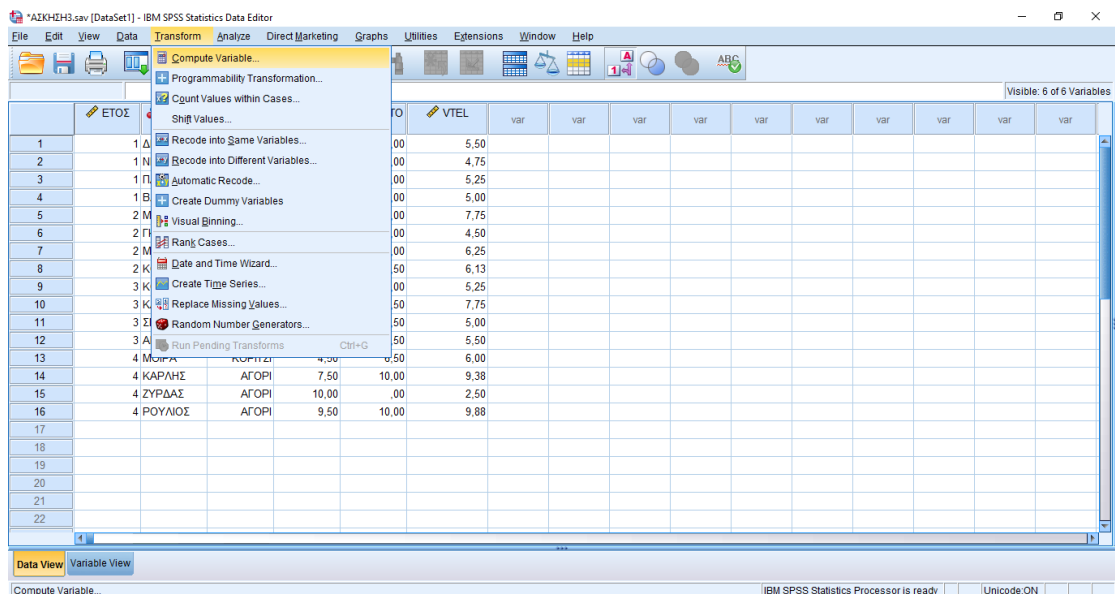 *ΑΣΚΗΣΗ3.sav [DataSet1] - IBM SPSS Statistics Data Editor
File Edit View Data Transform Analyze Direct Marketing Graphs Utilities Extensions Window Help
Visible: 6 of 6 Variables
Compute Variable...
Programmability Transformation...
Count Values within Cases...
Shift Values...
Recode into Same Variables...
Recode into Different Variables...
Automatic Recode...
Create Dummy Variables
Visual Binning...
Rank Cases...
Date and Time Wizard...
Create Time Series...
Replace Missing Values...
Random Number Generators...
Run Pending Transforms Ctrl+G
ΕΤΟΣ ΤΟ VTEL var var var var var var var var var var
1 1 ,00 5,50
2 1 ,00 4,75
3 1 ,00 5,25
4 1 ,00 5,00
5 2 ,00 7,75
6 2 ,00 4,50
7 2 ,00 6,25
8 2 ,50 6,13
9 3 ,00 5,25
10 3 ,50 7,75
11 3 ,50 5,00
12 3 ,50 5,50
13 4 ΜΟΙΡΑ ΚΟΡΙΤΣΙ 4,50 6,50 6,00
14 4 ΚΑΡΛΗΣ ΑΓΟΡΙ 7,50 10,00 9,38
15 4 ΖΥΡΔΑΣ ΑΓΟΡΙ 10,00 ,00 2,50
16 4 ΡΟΥΛΙΟΣ ΑΓΟΡΙ 9,50 10,00 9,88
17
18
19
20
21
22
Data View Variable View
Compute Variable... IBM SPSS Statistics Processor is ready Unicode:ON